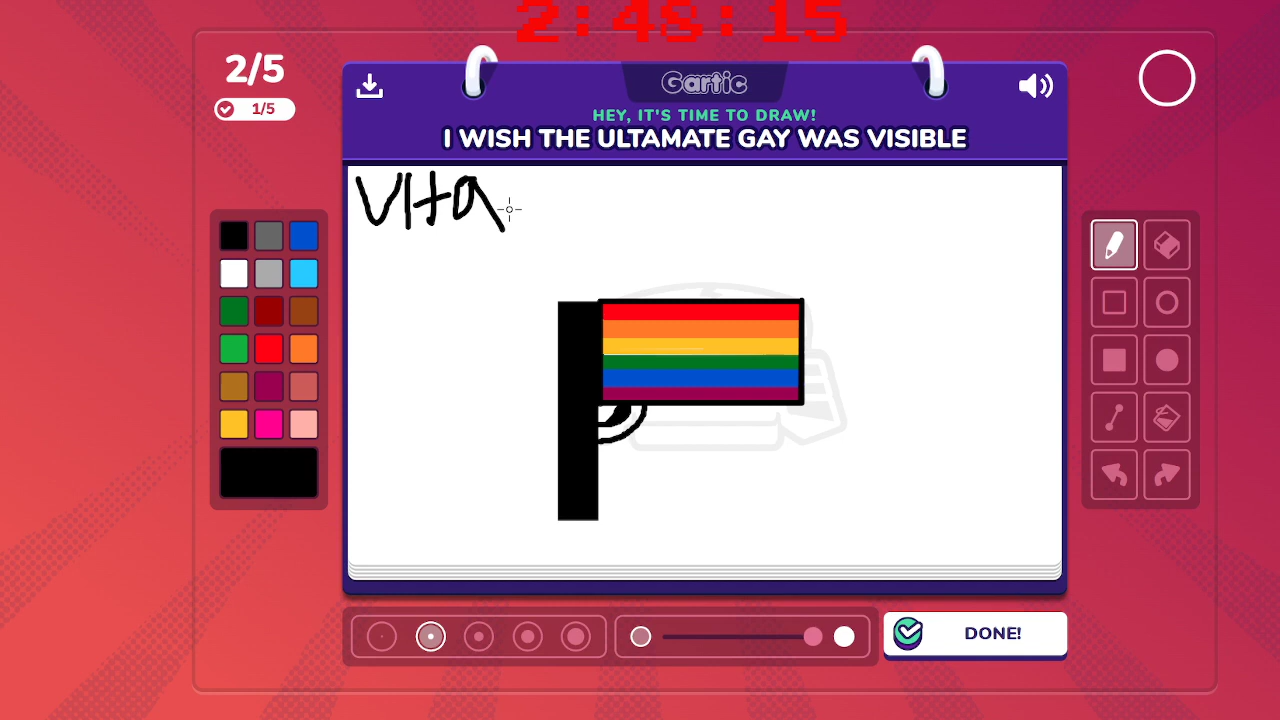 2:48:15
2/5
1/5
Gartic
HEY, IT'S TIME TO DRAW!
I WISH THE ULTAMATE GAY WAS VISIBLE
Ulta
DONE!